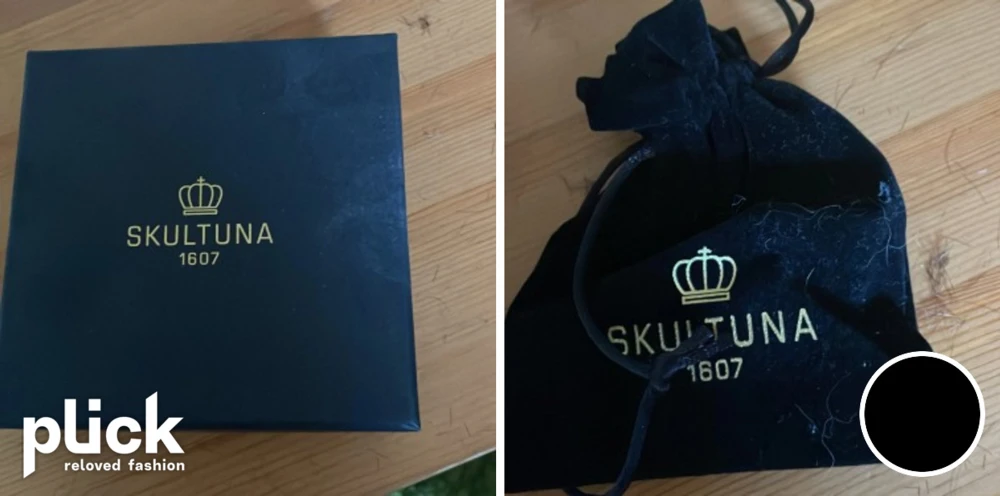 SKULTUNA
1607
plick
reloved fashion
SKULTUNA
1607